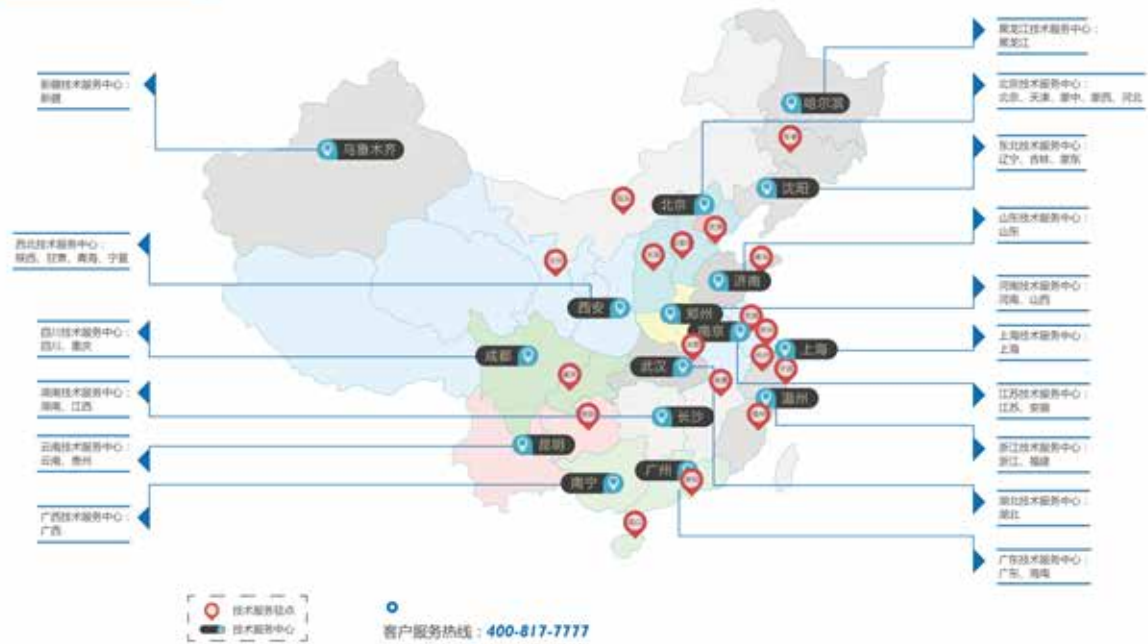 黑龙江技术服务中心：
黑龙江
新疆技术服务中心：
新疆
北京技术服务中心：
北京、天津、蒙中、蒙西、河北
哈尔滨
乌鲁木齐
东北技术服务中心：
辽宁、吉林、蒙东
沈阳
北京
山东技术服务中心：
山东
西北技术服务中心：
陕西、甘肃、青海、宁夏
济南
河南技术服务中心：
河南、山西
西安
郑州
南京
四川技术服务中心：
四川、重庆
上海技术服务中心：
上海
成都
上海
武汉
湖南技术服务中心：
湖南、江西
江苏技术服务中心：
江苏、安徽
温州
长沙
云南技术服务中心：
云南、贵州
昆明
浙江技术服务中心：
浙江、福建
广州
南宁
湖北技术服务中心：
湖北
广西技术服务中心：
广西
广东技术服务中心：
广东、海南
技术服务驻点
技术服务中心
客户服务热线：400-817-7777